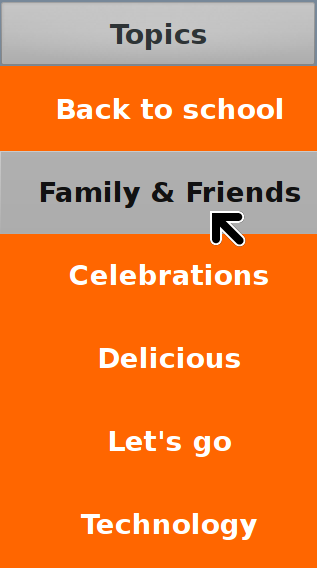 Topics
Back to school
Family & Friends
Celebrations
Delicious
Let's go
Technology